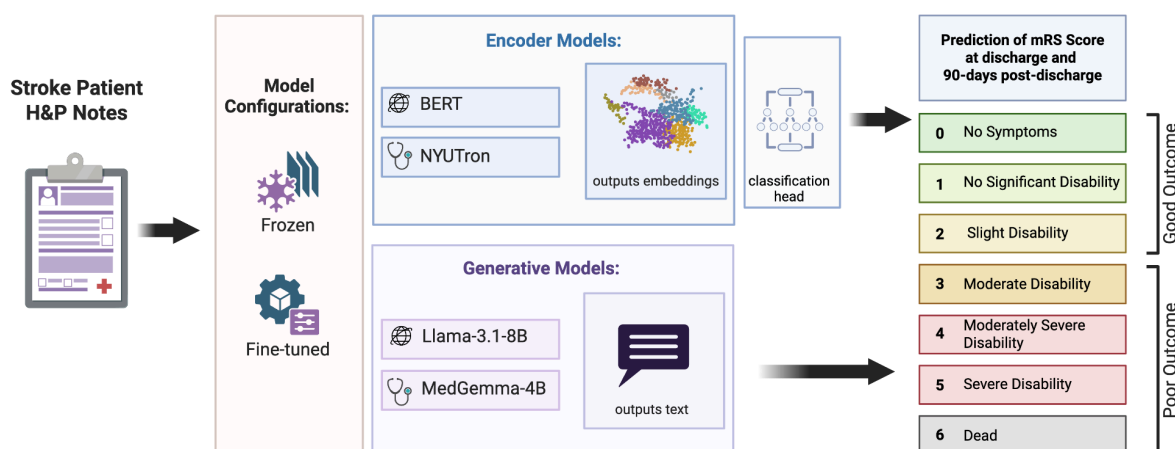 Stroke Patient
H&P Notes
Model
Configurations:
Frozen
Fine-tuned
Encoder Models:
BERT
NYUTron
outputs embeddings
classification
head
Generative Models:
Llama-3.1-8B
MedGemma-4B
outputs text
Prediction of mRS Score
at discharge and
90-days post-discharge
0 No Symptoms
1 No Significant Disability
2 Slight Disability
3 Moderate Disability
4 Moderately Severe
Disability
5 Severe Disability
6 Dead
Good Outcome
Poor Outcome